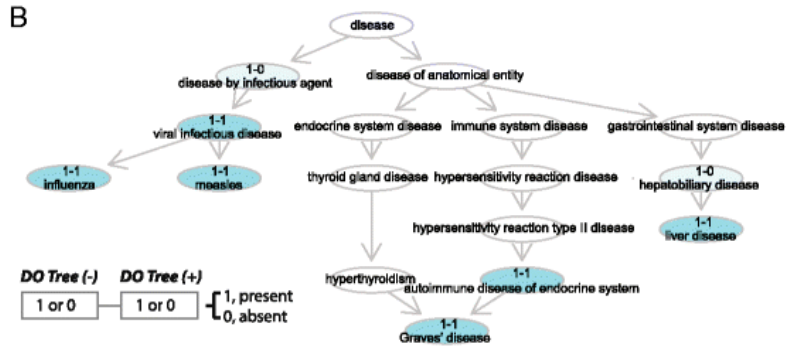 B
disease
1-0
disease by infectious agent
disease of anatomical entity
1-1
viral infectious disease
endocrine system disease
immune system disease
gastrointestinal system disease
1-1
influenza
1-1
measles
thyroid gland disease
hypersensitivity reaction disease
1-0
hepatobiliary disease
hypersensitivity reaction type II disease
1-1
liver disease
DO Tree (-)
DO Tree (+)
1 or 0
1 or 0
1, present
0, absent
hyperthyroidism
1-1
autoimmune disease of endocrine system
1-1
Graves' disease